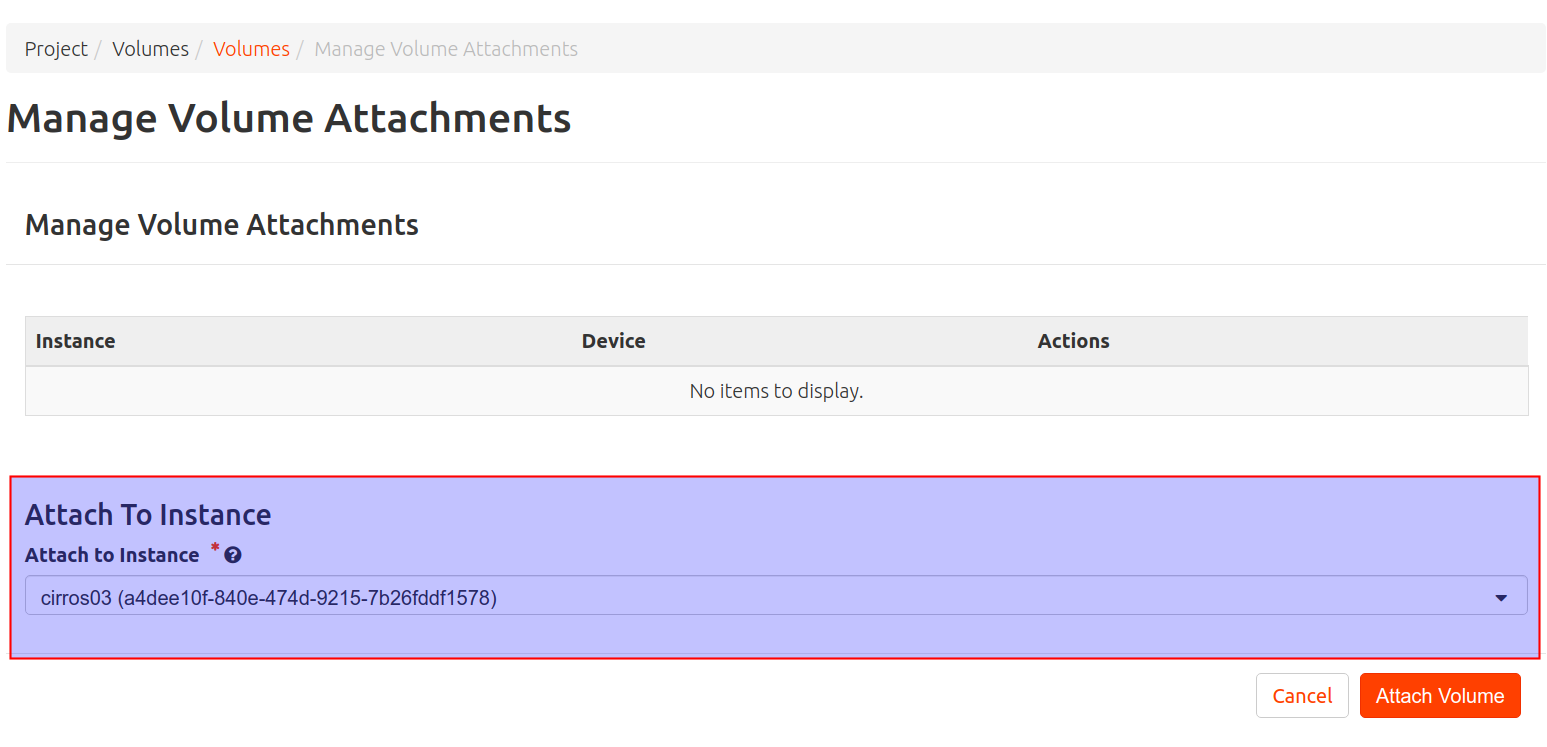 Project / Volumes / Volumes / Manage Volume Attachments
Manage Volume Attachments
Manage Volume Attachments
Instance Device Actions
No items to display.
Attach To Instance
Attach to Instance * ?
cirros03 (a4dee10f-840e-474d-9215-7b26fddf1578)
Cancel Attach Volume